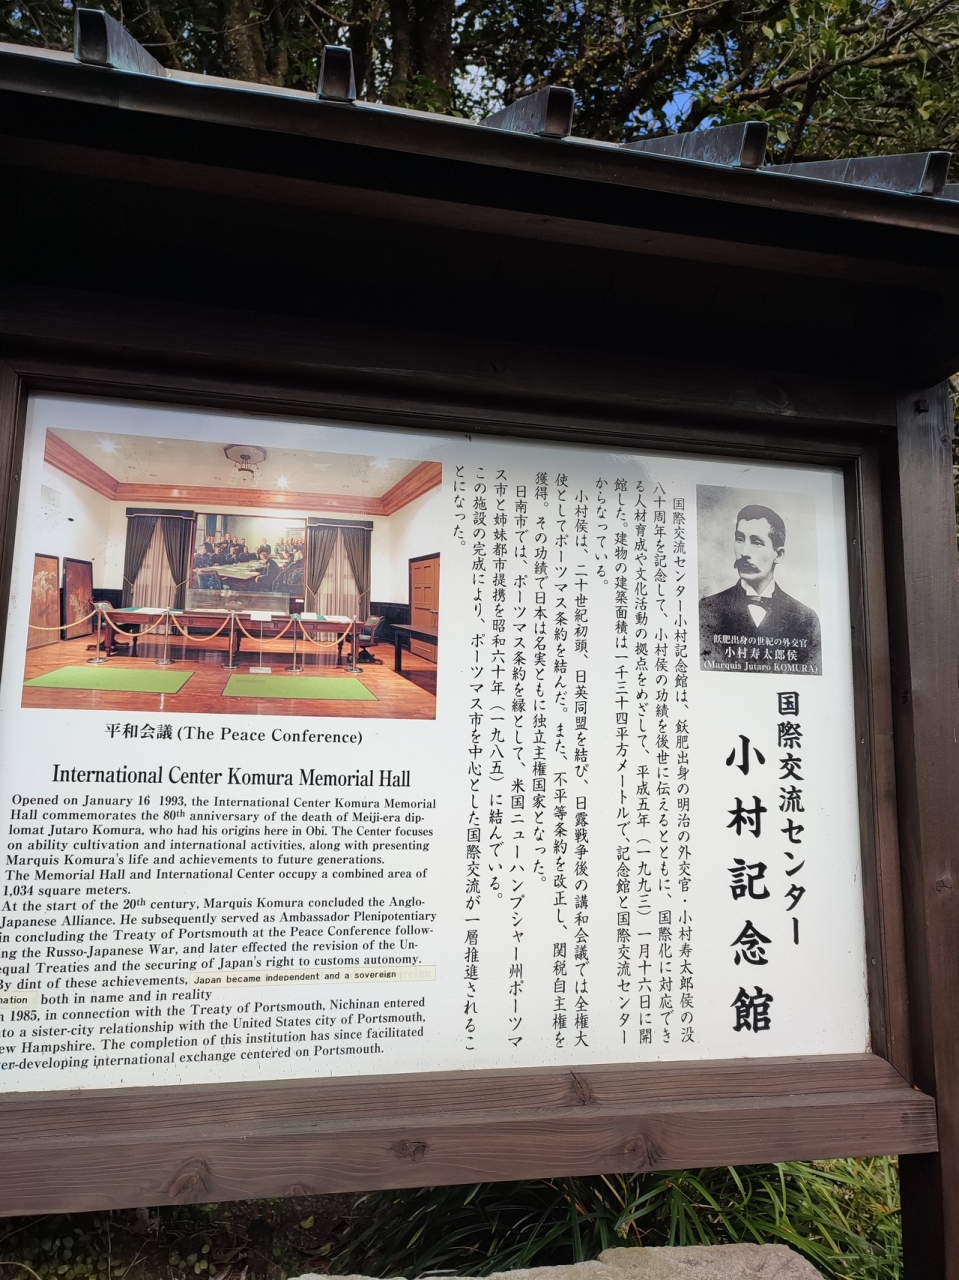 国際交流センター
小村記念館
飫肥出身の世紀の外交官
小村寿太郎侯
(Marquis Jutaro KOMURA)
国際交流センター小村記念館は、飫肥出身の明治の外交官・小村寿太郎侯の没
八十周年を記念して、小村侯の功績を後世に伝えるとともに、国際化に対応でき
る人材育成や文化活動の拠点をめざして、平成五年（一九九三）一月十六日に開
館した。建物の建築面積は一千三十四平方メートルで、記念館と国際交流センター
からなっている。
小村侯は、二十世紀初頭、日英同盟を結び、日露戦争後の講和会議では全権大
使としてポーツマス条約を結んだ。また、不平等条約を改正し、関税自主権を
獲得。その功績で日本は名実ともに独立主権国家となった。
日南市では、ポーツマス条約を縁として、米国ニューハンプシャー州ポーツマ
ス市と姉妹都市提携を昭和六十年（一九八五）に結んでいる。
この施設の完成により、ポーツマス市を中心とした国際交流が一層推進されるこ
とになった。
平和会議 (The Peace Conference)
International Center Komura Memorial Hall
Opened on January 16 1993, the International Center Komura Memorial
Hall commemorates the 80th anniversary of the death of Meiji-era dip-
lomat Jutaro Komura, who had his origins here in Obi. The Center focuses
on ability cultivation and international activities, along with presenting
Marquis Komura's life and achievements to future generations.
The Memorial Hall and International Center occupy a combined area of
1,034 square meters.
At the start of the 20th century, Marquis Komura concluded the Anglo-
Japanese Alliance. He subsequently served as Ambassador Plenipotentiary
in concluding the Treaty of Portsmouth at the Peace Conference follow-
ing the Russo-Japanese War, and later effected the revision of the Un-
equal Treaties and the securing of Japan's right to customs autonomy.
By dint of these achievements, Japan became independent and a sovereign
nation both in name and in reality
n 1985, in connection with the Treaty of Portsmouth, Nichinan entered
nto a sister-city relationship with the United States city of Portsmouth,
ew Hampshire. The completion of this institution has since facilitated
ver-developing international exchange centered on Portsmouth.